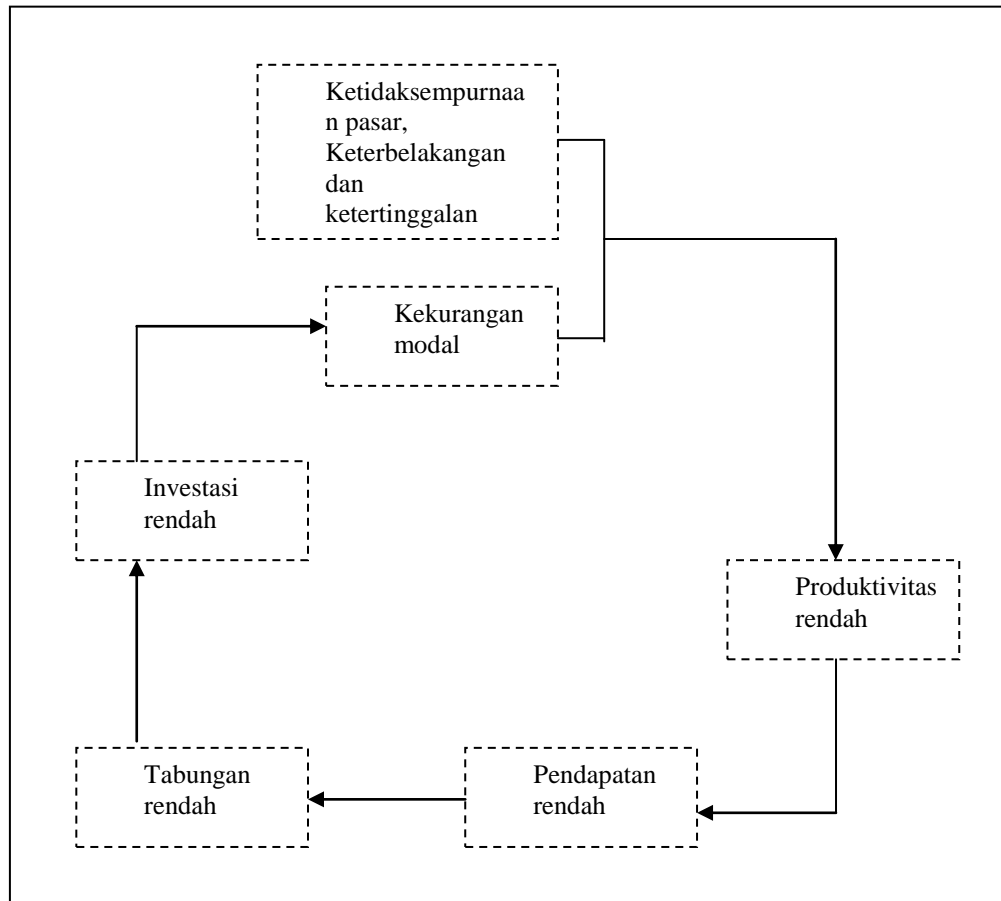 Ketidaksempurnaa
n pasar,
Keterbelakangan
dan
ketertinggalan
Kekurangan
modal
Investasi
rendah
Produktivitas
rendah
Tabungan
rendah
Pendapatan
rendah